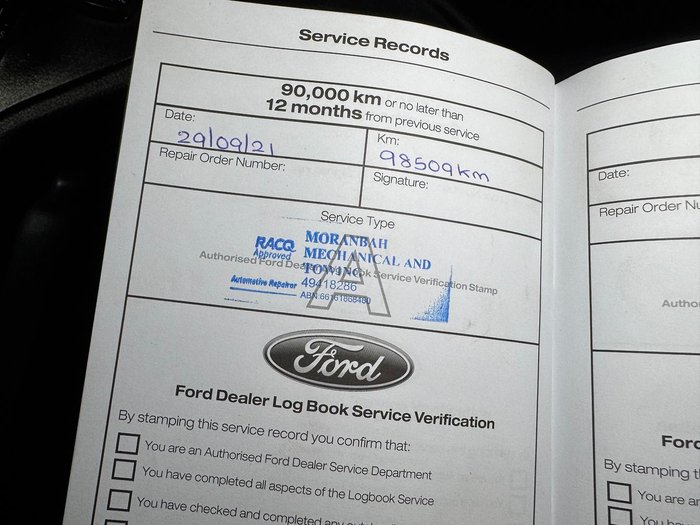 Service Records
90,000 km or no later than
12 months from previous service
Date:
29/09/21
Km:
98509km
Repair Order Number:
Signature:
Service Type
A
Authorised Ford Dealer Log Book Service Verification Stamp
RACQ
Approved
Automotive Repairer
MORANBAH
MECHANICAL AND
TOWING
49418286
Ford
Ford Dealer Log Book Service Verification
By stamping this service record you confirm that:
You are an Authorised Ford Dealer Service Department
You have completed all aspects of the Logbook Service
You have checked and completed any
Date:
Repair Order Nu
Autho
Ford
By stamping t
You are an
You h